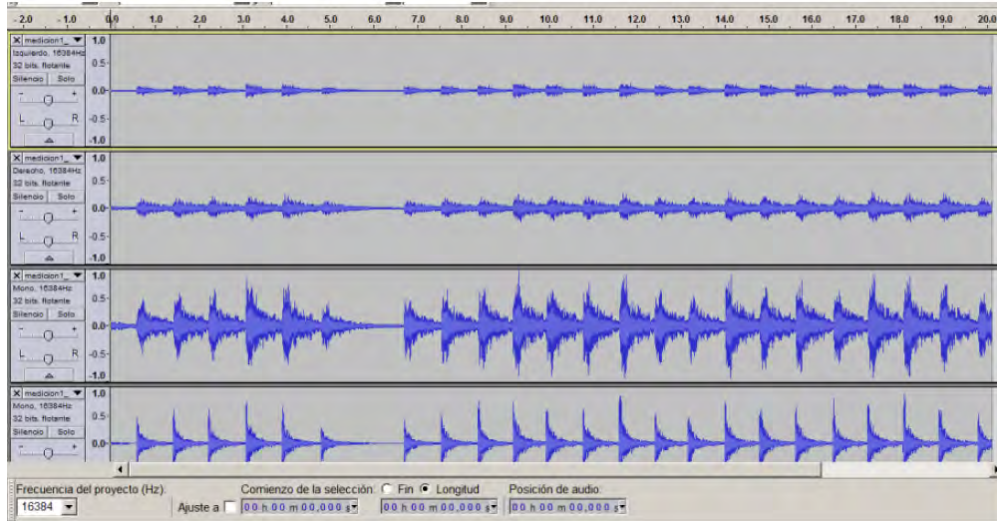 - 2.0 - 1.0 0,0 1.0 2.0 3.0 4.0 5.0 6.0 7.0 8.0 9.0 10.0 11.0 12.0 13.0 14.0 15.0 16.0 17.0 18.0 19.0 20.0
X medicion1_ ▼ 1.0
Izquierdo, 16384Hz
32 bits, flotante 0.5
Silencio Solo
- + 0.0
L R -0.5
-1.0
X medicion1_ ▼ 1.0
Derecho, 16384Hz
32 bits, flotante 0.5
Silencio Solo
- + 0.0
L R -0.5
-1.0
X medicion1_ ▼ 1.0
Mono, 16384Hz
32 bits, flotante 0.5
Silencio Solo
- + 0.0
L R -0.5
-1.0
X medicion1_ ▼ 1.0
Mono, 16384Hz
32 bits, flotante 0.5
Silencio Solo
- + 0.0
Frecuencia del proyecto (Hz): Comienzo de la selección: Fin Longitud Posición de audio:
16384 Ajuste a 00 h 00 m 00,000 s 00 h 00 m 00,000 s 00 h 00 m 00,000 s